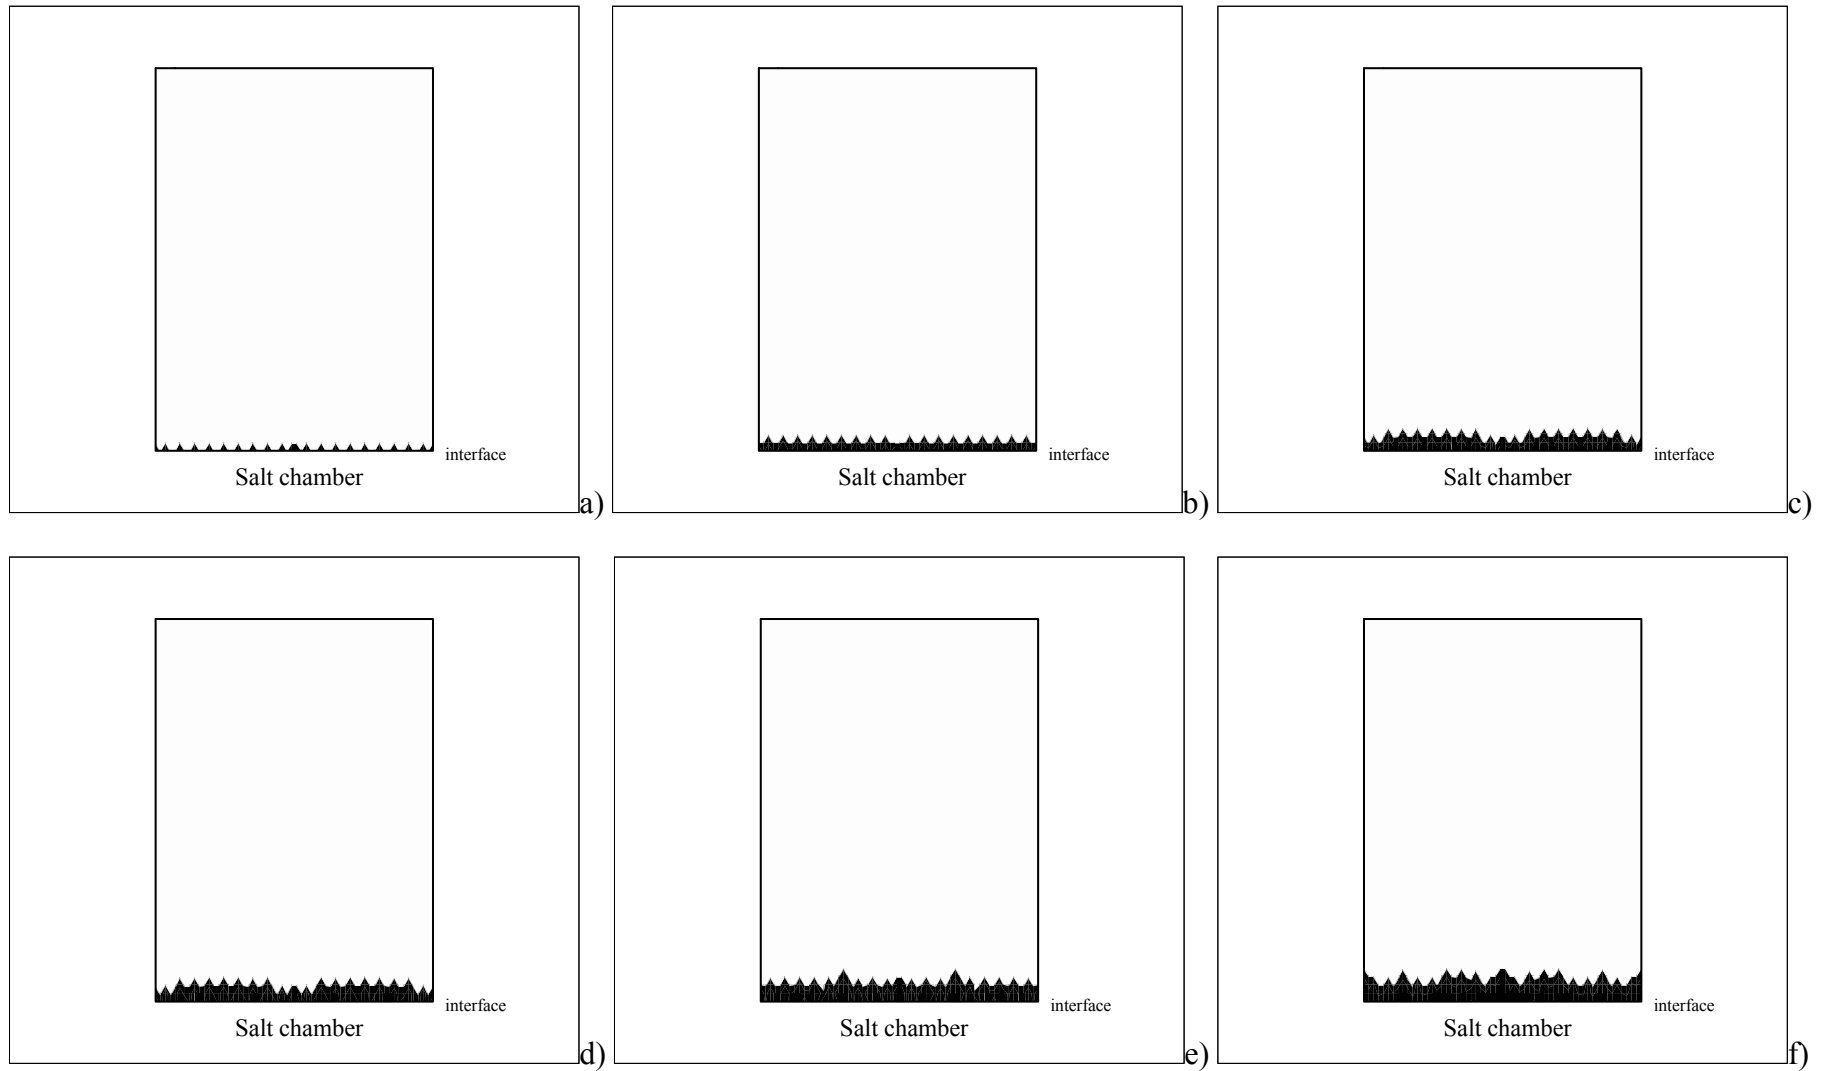 interface
Salt chamber
a)
interface
Salt chamber
b)
interface
Salt chamber
c)
interface
Salt chamber
d)
interface
Salt chamber
e)
interface
Salt chamber
f)